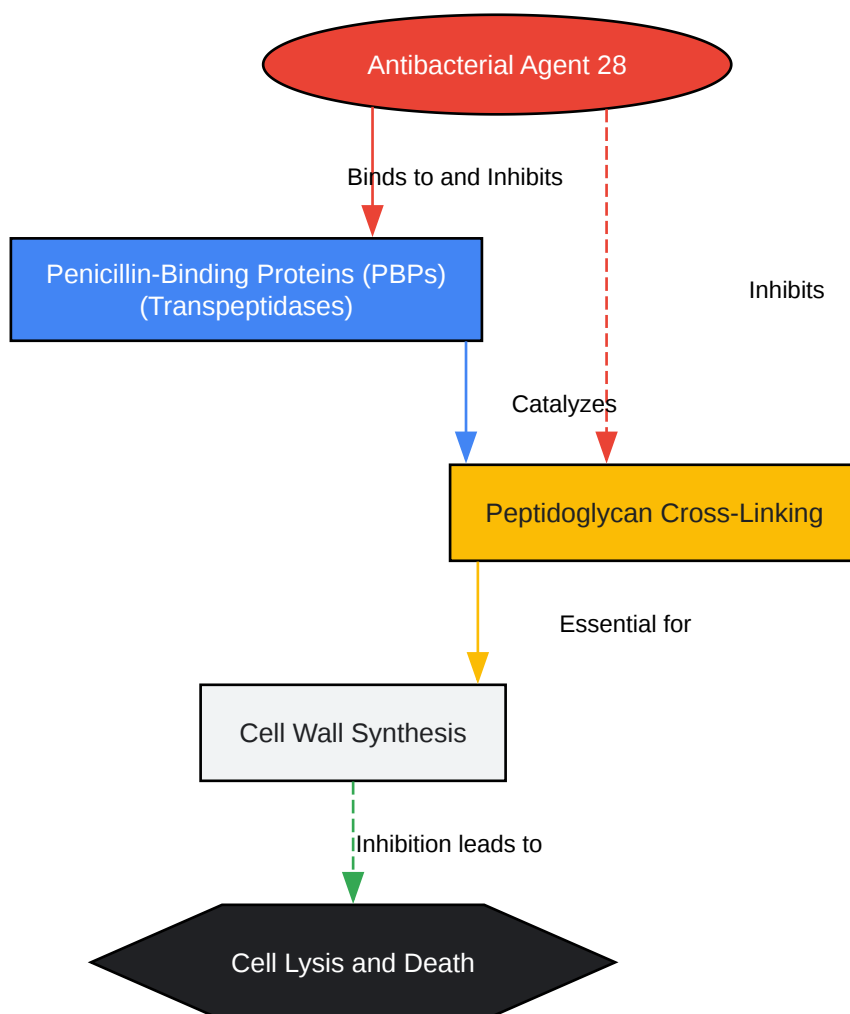 Antibacterial Agent 28
Binds to and Inhibits
Penicillin-Binding Proteins (PBPs)
(Transpeptidases)
Inhibits
Catalyzes
Peptidoglycan Cross-Linking
Essential for
Cell Wall Synthesis
Inhibition leads to
Cell Lysis and Death